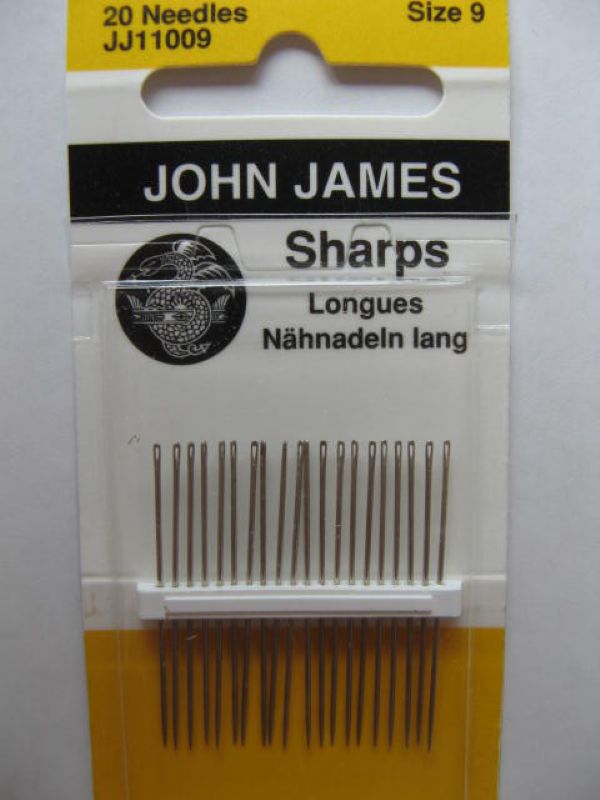 20 Needles
JJ11009
Size 9
JOHN JAMES
Sharps
Longues
Nähnadeln lang